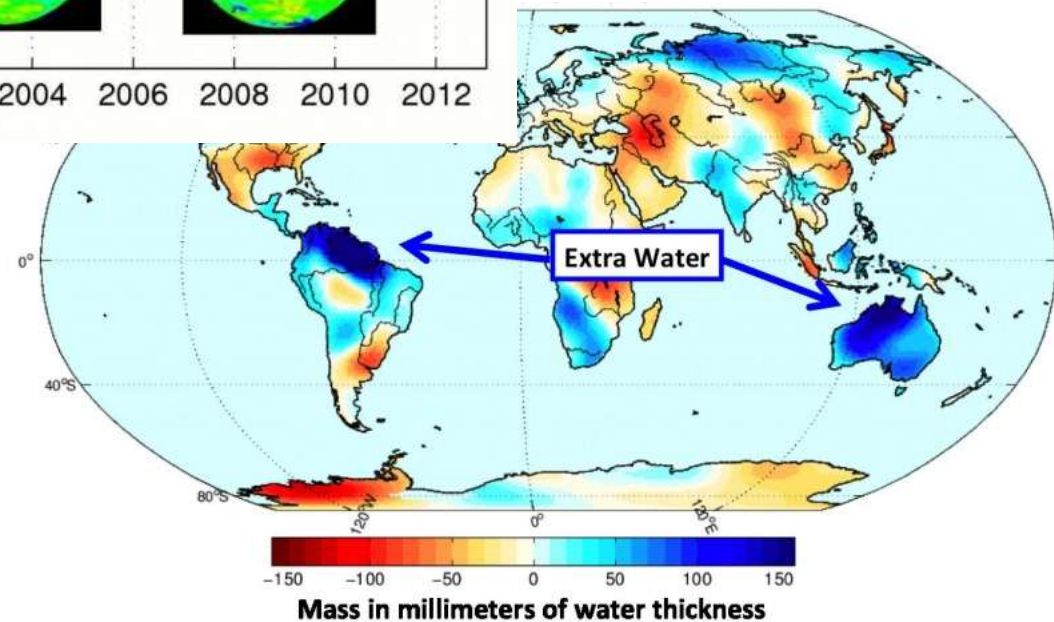 2004 2006 2008 2010 2012
Extra Water
0°
40°S
80°S
120°W
0°
120°E
−150 −100 −50 0 50 100 150
Mass in millimeters of water thickness